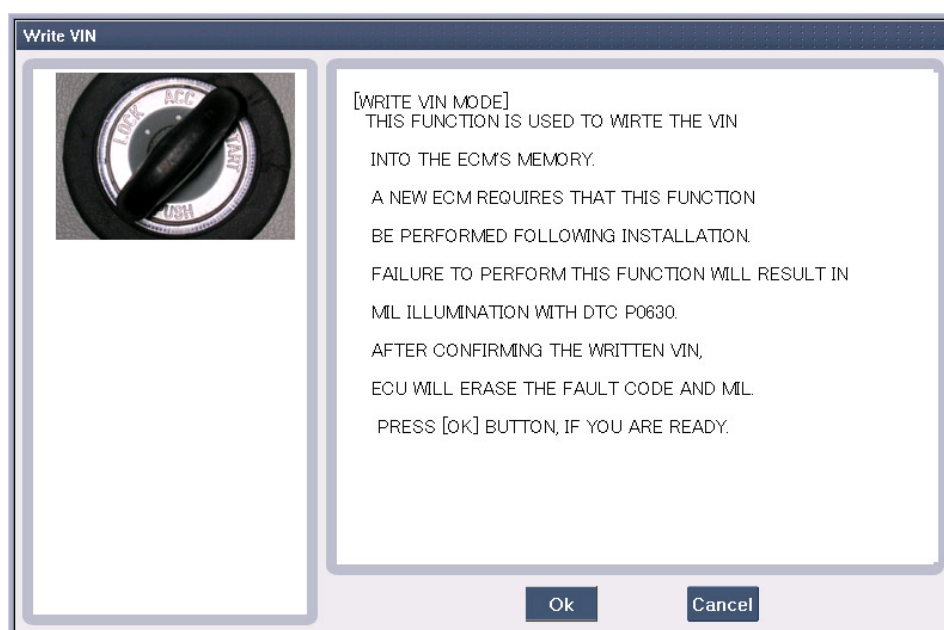 Write VIN
LOCK
ACC
START
PUSH
[WRITE VIN MODE]
THIS FUNCTION IS USED TO WIRTE THE VIN
INTO THE ECM'S MEMORY.
A NEW ECM REQUIRES THAT THIS FUNCTION
BE PERFORMED FOLLOWING INSTALLATION.
FAILURE TO PERFORM THIS FUNCTION WILL RESULT IN
MIL ILLUMINATION WITH DTC P0630.
AFTER CONFIRMING THE WRITTEN VIN,
ECU WILL ERASE THE FAULT CODE AND MIL.
PRESS [OK] BUTTON, IF YOU ARE READY.
Ok
Cancel